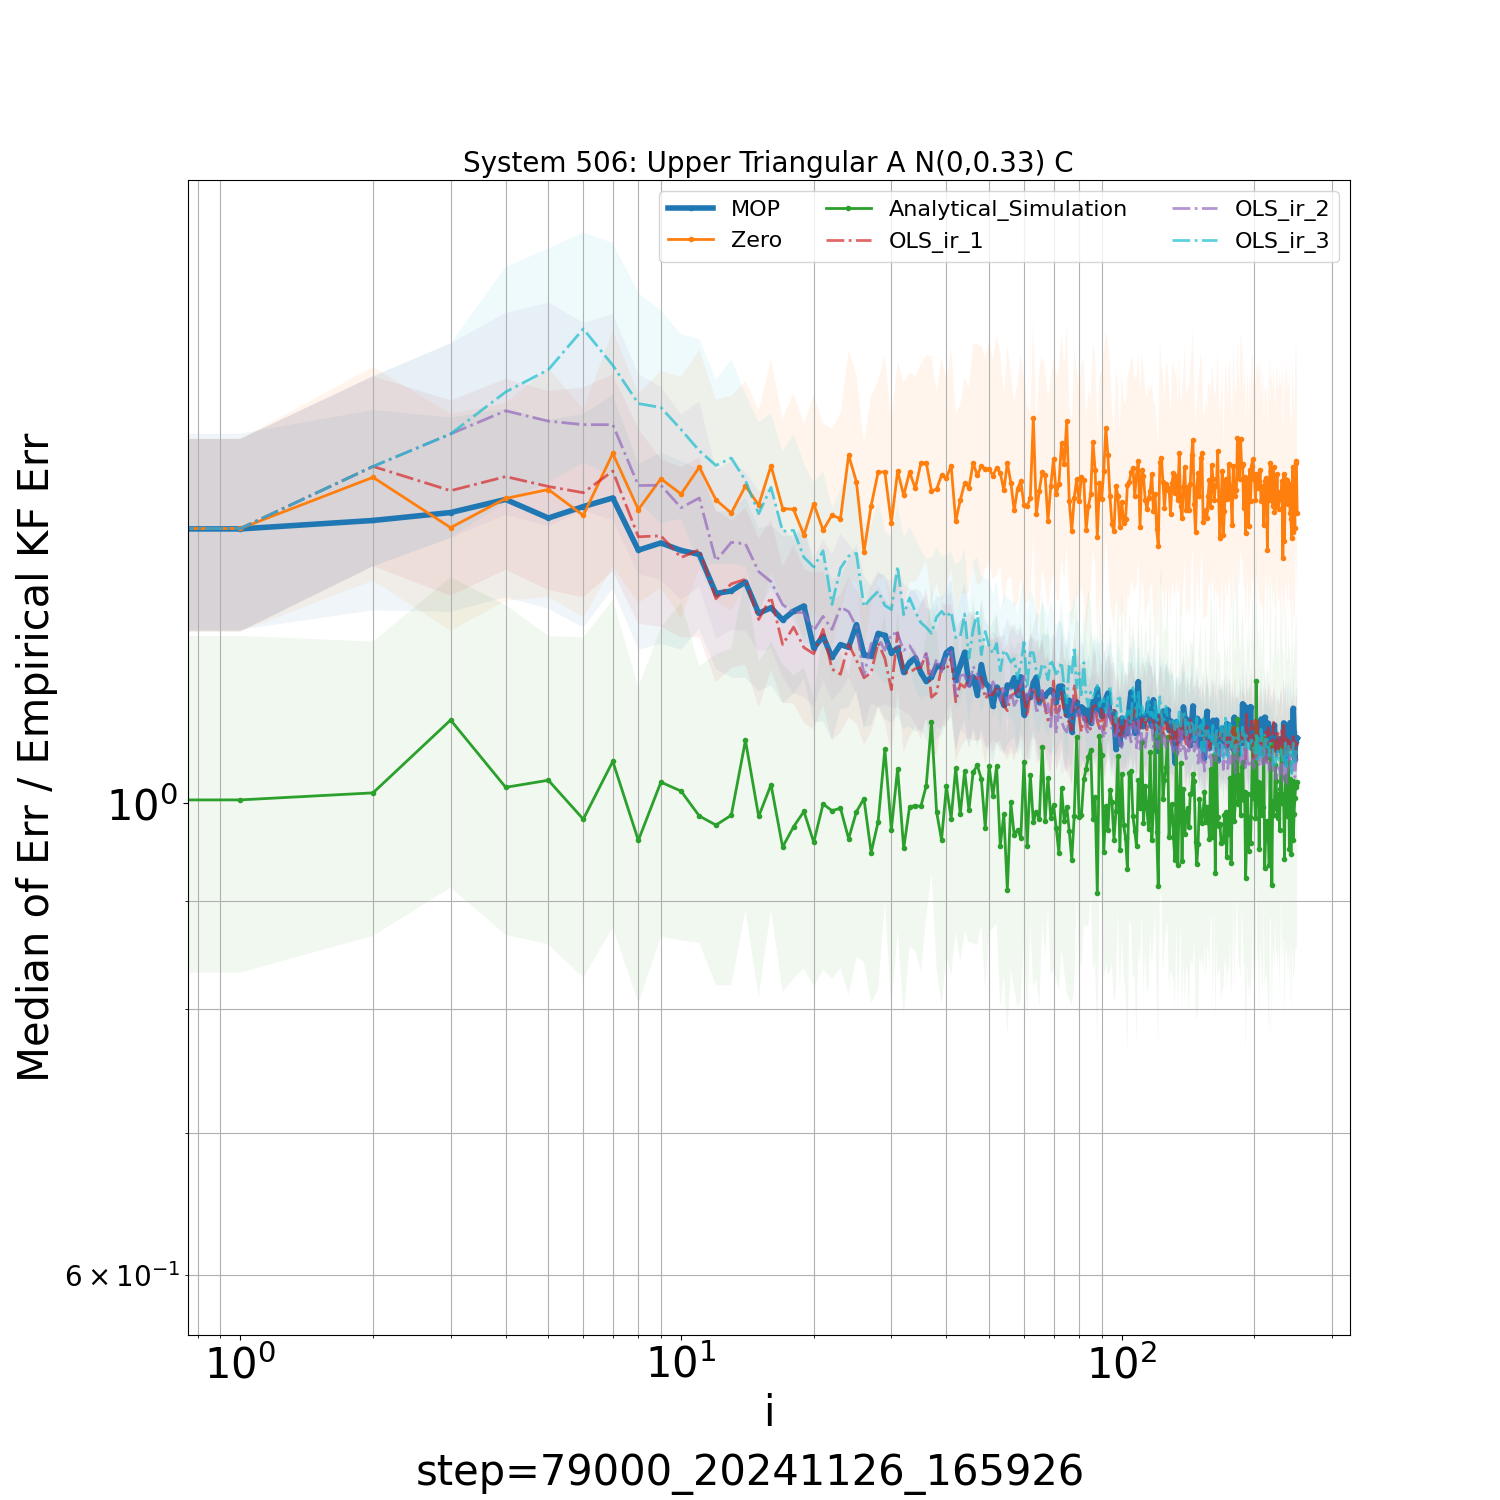 System 506: Upper Triangular A N(0,0.33) C
MOP
Zero
Analytical_Simulation
OLS_ir_1
OLS_ir_2
OLS_ir_3
Median of Err / Empirical KF Err
10⁰
6 × 10⁻¹
10⁰
10¹
10²
i
step=79000_20241126_165926